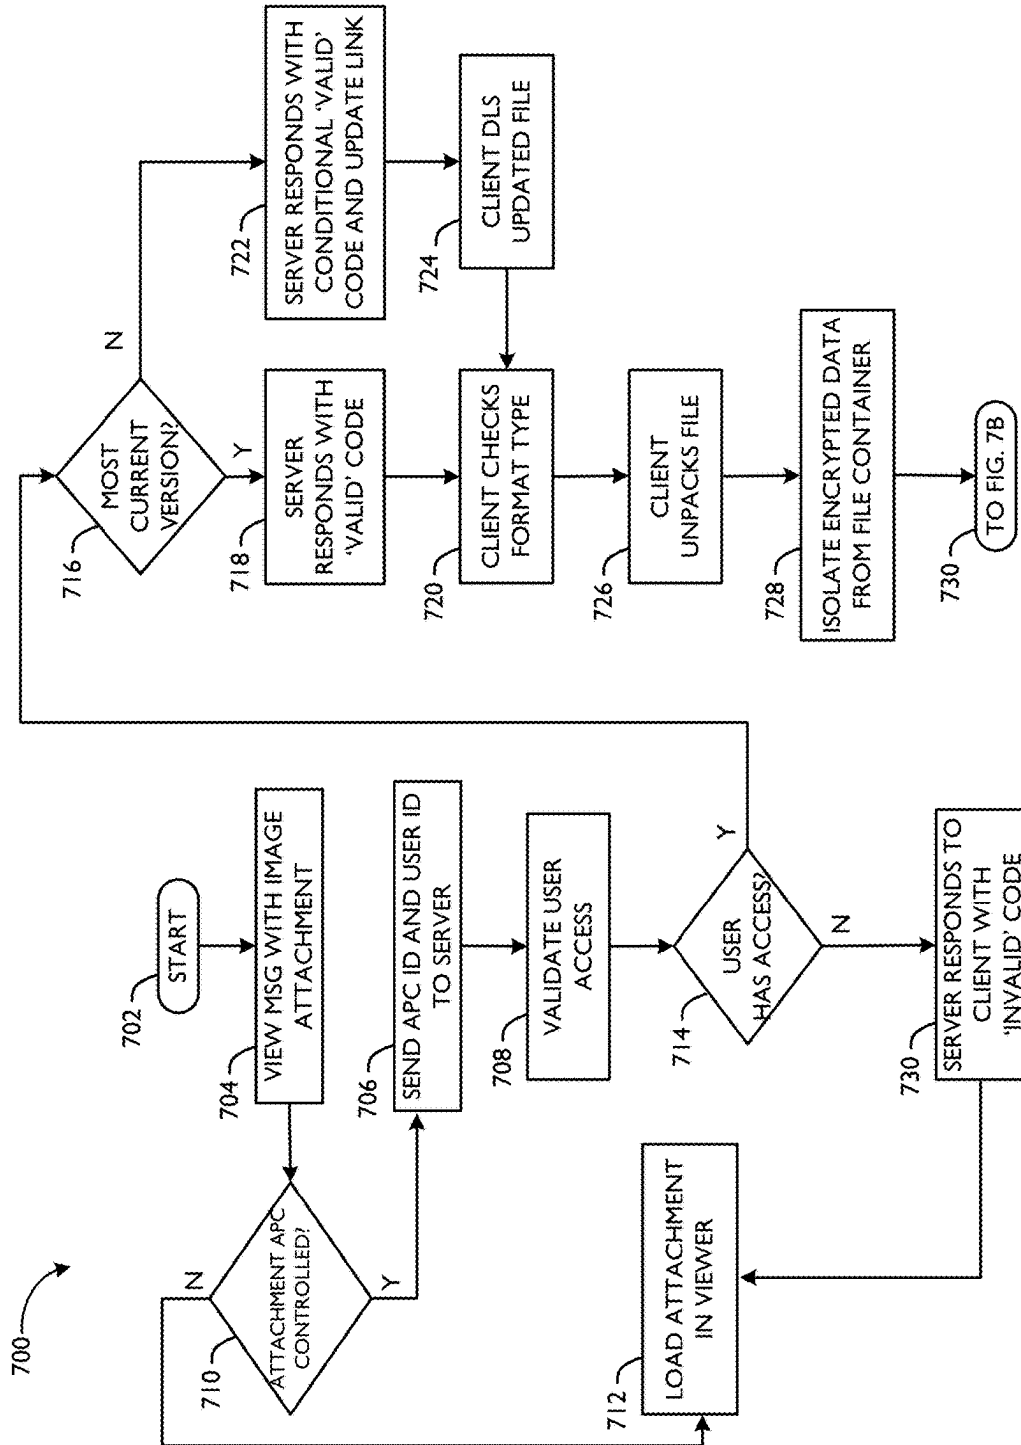 700
702
START
704
VIEW MSG WITH IMAGE
ATTACHMENT
710
ATTACHMENT APC
CONTROLLED?
N
Y
706
SEND APC ID AND USER ID
TO SERVER
708
VALIDATE USER
ACCESS
714
USER
HAS ACCESS?
Y
N
712
LOAD ATTACHMENT
IN VIEWER
730
SERVER RESPONDS TO
CLIENT WITH
'INVALID' CODE
716
MOST
CURRENT
VERSION?
N
Y
718
SERVER
RESPONDS WITH
'VALID' CODE
722
SERVER RESPONDS WITH
CONDITIONAL 'VALID'
CODE AND UPDATE LINK
720
CLIENT CHECKS
FORMAT TYPE
724
CLIENT DLS
UPDATED FILE
726
CLIENT
UNPACKS FILE
728
ISOLATE ENCRYPTED DATA
FROM FILE CONTAINER
730
TO FIG. 7B